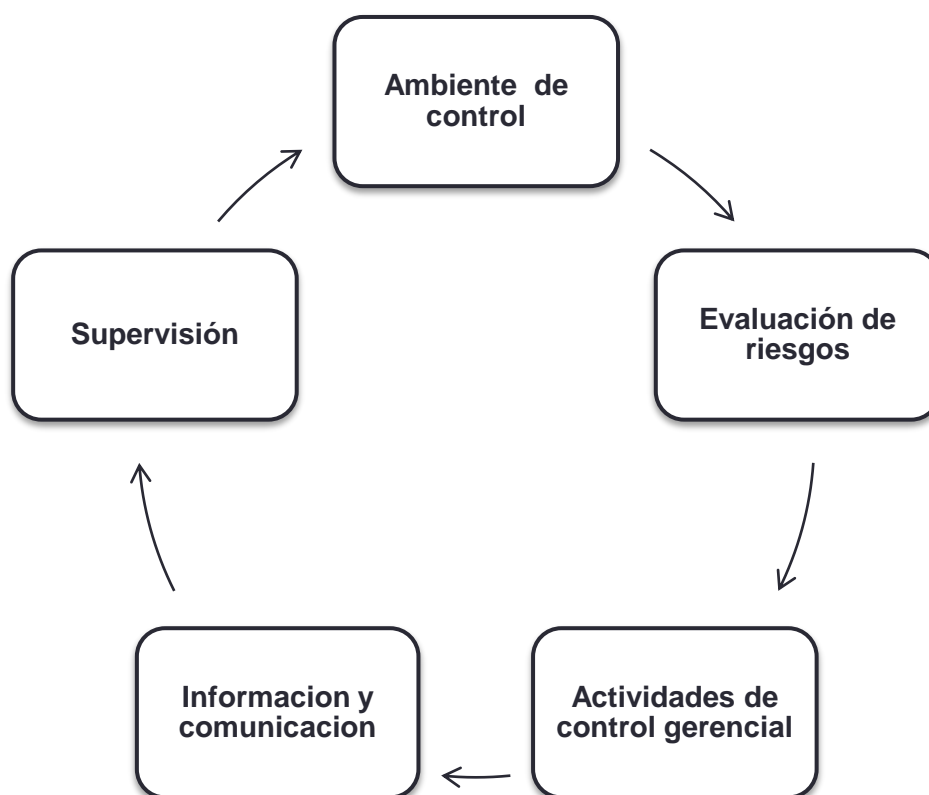 Ambiente de
control
Evaluación de
riesgos
Actividades de
control gerencial
Informacion y
comunicacion
Supervisión